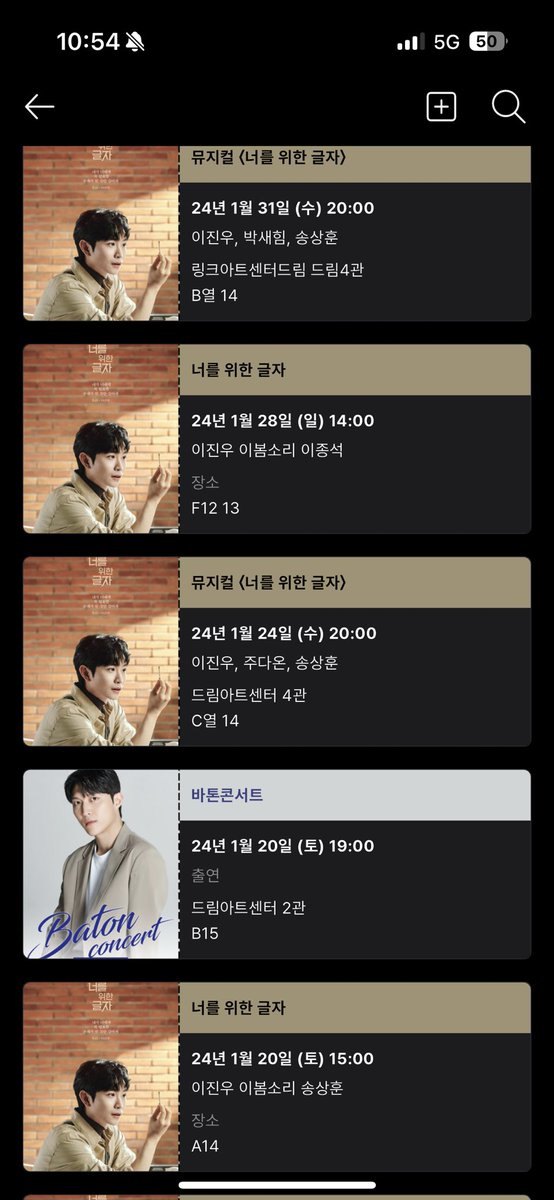 10:54
5G
50
위한
글자
뮤지컬 〈너를 위한 글자〉
24년 1월 31일 (수) 20:00
이진우, 박새힘, 송상훈
링크아트센터드림 드림4관
B열 14
너를
위한
글자
너를 위한 글자
24년 1월 28일 (일) 14:00
이진우 이봄소리 이종석
장소
F12 13
너를
위한
글자
뮤지컬 〈너를 위한 글자〉
24년 1월 24일 (수) 20:00
이진우, 주다온, 송상훈
드림아트센터 4관
C열 14
Baton
concert
바톤콘서트
24년 1월 20일 (토) 19:00
출연
드림아트센터 2관
B15
너를
위한
글자
너를 위한 글자
24년 1월 20일 (토) 15:00
이진우 이봄소리 송상훈
장소
A14